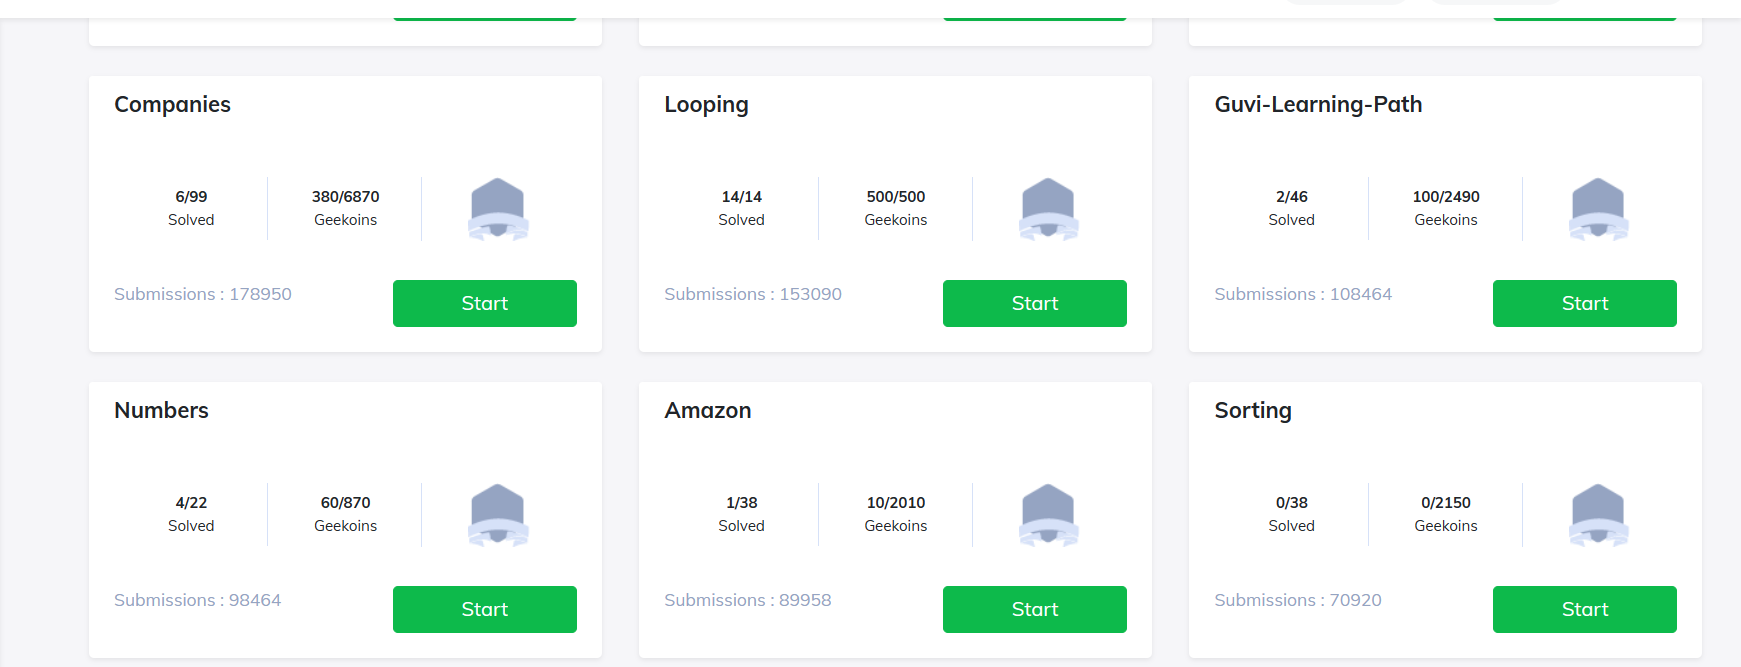 Companies
6/99
Solved
380/6870
Geekoins
Submissions : 178950
Start
Looping
14/14
Solved
500/500
Geekoins
Submissions : 153090
Start
Guvi-Learning-Path
2/46
Solved
100/2490
Geekoins
Submissions : 108464
Start
Numbers
4/22
Solved
60/870
Geekoins
Submissions : 98464
Start
Amazon
1/38
Solved
10/2010
Geekoins
Submissions : 89958
Start
Sorting
0/38
Solved
0/2150
Geekoins
Submissions : 70920
Start